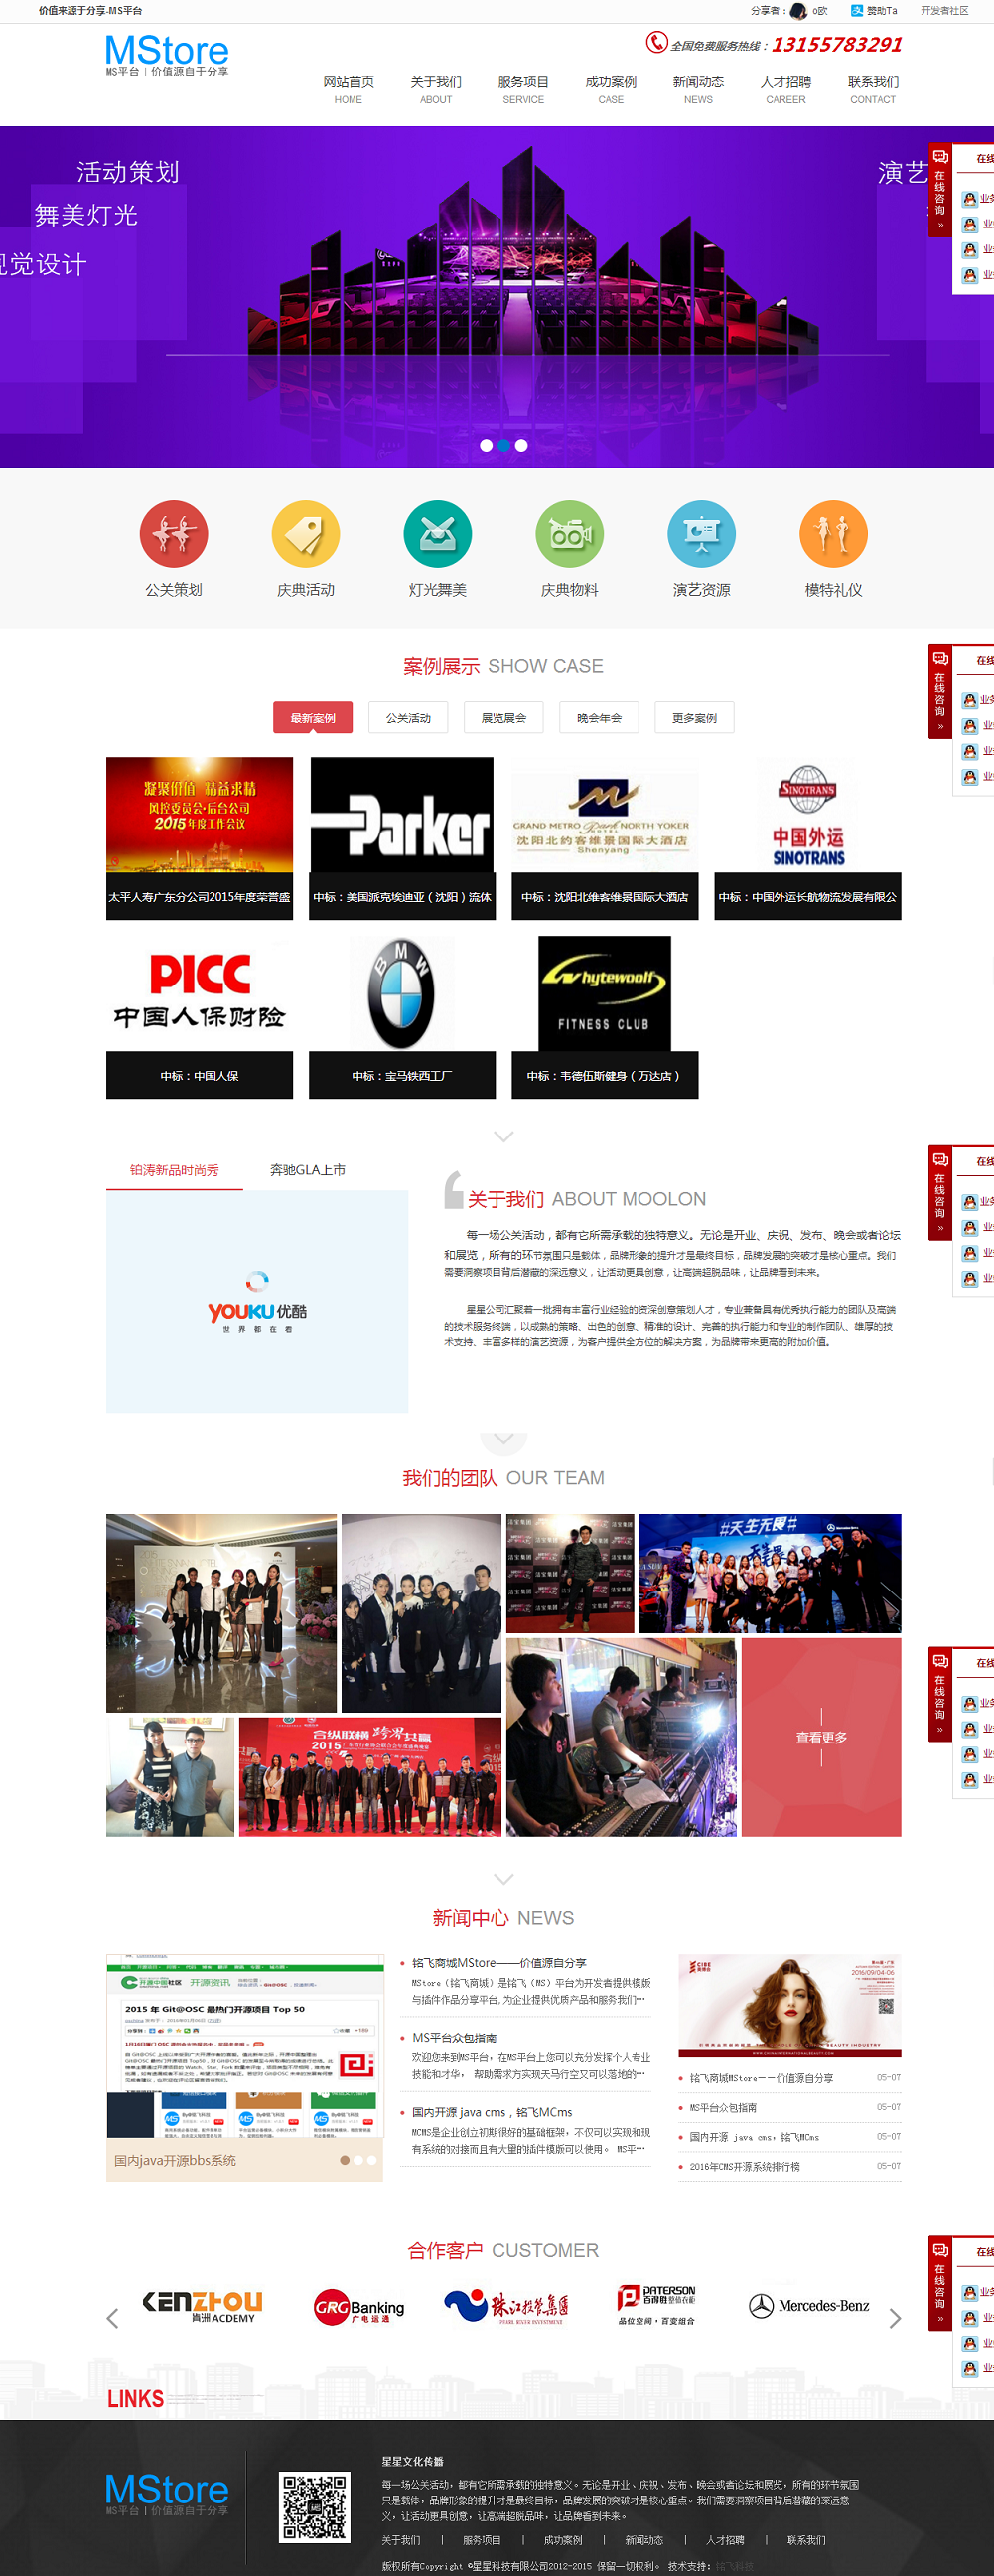 价值来源于分享-MS平台
分享者： o欧
赞助Ta
开发者社区
MStore
MS平台 | 价值源自于分享
全国免费服务热线：13155783291
网站首页 关于我们 服务项目 成功案例 新闻动态 人才招聘 联系我们
HOME ABOUT SERVICE CASE NEWS CAREER CONTACT
活动策划
舞美灯光
视觉设计
演艺
在线咨询
公关策划 庆典活动 灯光舞美 庆典物料 演艺资源 模特礼仪
案例展示 SHOW CASE
在线咨询
最新案例 公关活动 展览展会 晚会年会 更多案例
凝聚价值 精益求精
风控委员会·后台公司
2015年度工作会议
Parker
GRAND METRO Park NORTH YOKER
HOTEL
沈阳北约客维景国际大酒店
Shenyang
SINOTRANS
中国外运
SINOTRANS
太平人寿广东分公司2015年度荣誉盛
中标：美国派克埃迪亚（沈阳）流体
中标：沈阳北维客维景国际大酒店
中标：中国外运长航物流发展有限公
PICC
中国人保财险
BMW
Whytewoolf
FITNESS CLUB
中标：中国人保
中标：宝马铁西工厂
中标：韦德伍斯健身（万达店）
铂涛新品时尚秀 奔驰GLA上市
YOUKU 优酷
世界都在看
关于我们 ABOUT MOOLON
每一场公关活动，都有它所需承载的独特意义。无论是开业、庆祝、发布、晚会或者论坛
和展览，所有的环节氛围只是载体，品牌形象的提升才是最终目标，品牌发展的突破才是核心重点。我们
需要洞察项目背后潜藏的深远意义，让活动更具创意，让高端超脱品味，让品牌看到未来。
星星公司汇聚着一批拥有丰富行业经验的资深创意策划人才，专业兼备具有优秀执行能力的团队及高端
的技术服务终端，以成熟的策略、出色的创意、精准的设计、完善的执行能力和专业的制作团队、雄厚的技
术支持、丰富多样的演艺资源，为客户提供全方位的解决方案，为品牌带来更高的附加价值。
在线咨询
我们的团队 OUR TEAM
#天生无畏#
合纵联横 跨界共赢
2015
查看更多
在线咨询
新闻中心 NEWS
开源中国社区 开源资讯
2015 年 Git@OSC 最热门开源项目 Top 50
国内java开源bbs系统
铭飞商城MStore——价值源自分享
MStore（铭飞商城）是铭飞（MS）平台为开发者提供模版
与插件作品分享平台，为企业提供优质产品和服务我们…
MS平台众包指南
欢迎您来到MS平台，在MS平台上您可以充分发挥个人专业
技能和才华， 帮助需求方实现天马行空又可以落地的…
国内开源 java cms，铭飞MCms
MCMS是企业创立初期很好的基础框架，不仅可以实现和现
有系统的对接而且有大量的插件模版可以使用。 MS平…
CIBE
2016/09/04-06
铭飞商城MStore——价值源自分享 05-07
MS平台众包指南 05-07
国内开源 java cms，铭飞MCms 05-07
2016年CMS开源系统排行榜 05-07
合作客户 CUSTOMER
KENZHOU
肯洲ACDEMY
GRG Banking
广电运通
珠江投资集团
PEARL RIVER INVESTMENT
PATERSON
百得胜整体衣柜
品位空间·百变组合
Mercedes-Benz
在线咨询
LINKS
MStore
MS平台 | 价值源自于分享
星星文化传播
每一场公关活动，都有它所需承载的独特意义。无论是开业、庆祝、发布、晚会或者论坛和展览，所有的环节氛围
只是载体，品牌形象的提升才是最终目标，品牌发展的突破才是核心重点。我们需要洞察项目背后潜藏的深远意
义，让活动更具创意，让高端超脱品味，让品牌看到未来。
关于我们 | 服务项目 | 成功案例 | 新闻动态 | 人才招聘 | 联系我们
版权所有Copyright ©星星科技有限公司2012-2015 保留一切权利。 技术支持：铭飞科技